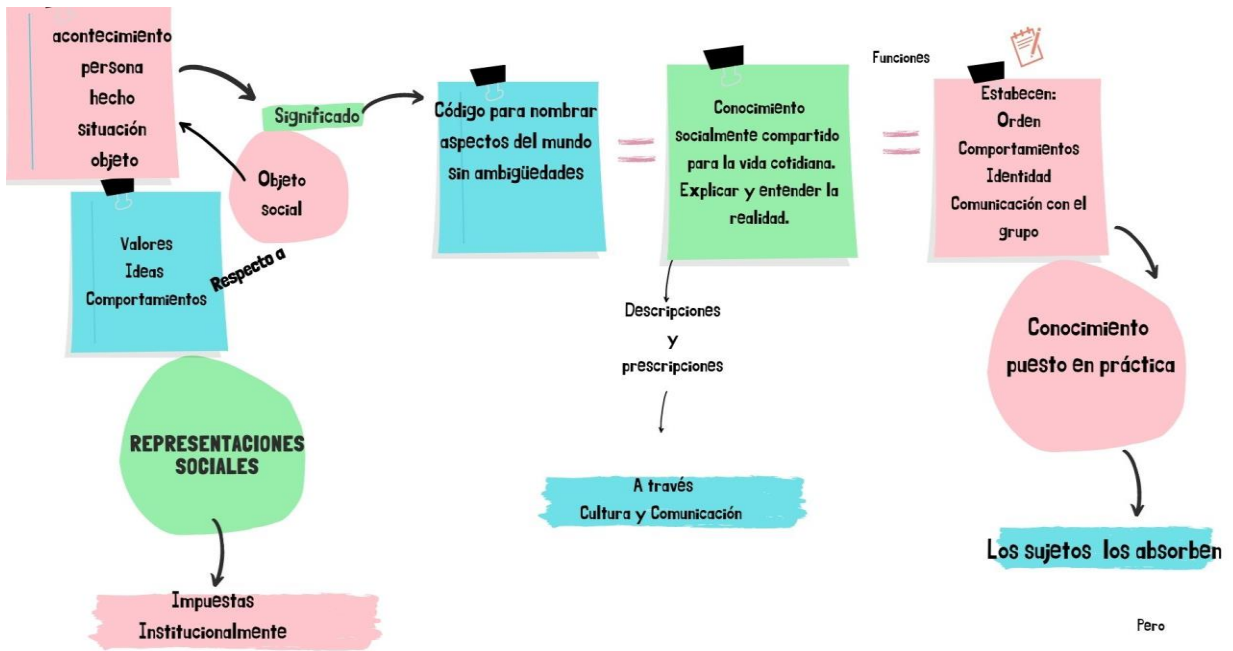 acontecimiento
persona
hecho
situación
objeto
Significado
Objeto
social
Valores
Ideas
Comportamientos
Respecto a
REPRESENTACIONES
SOCIALES
Impuestas
Institucionalmente
Código para nombrar
aspectos del mundo
sin ambigüedades
Conocimiento
socialmente compartido
para la vida cotidiana.
Explicar y entender la
realidad.
Descripciones
y
prescripciones
A través
Cultura y Comunicación
Funciones
Estabecen:
Orden
Comportamientos
Identidad
Comunicación con el
grupo
Conocimiento
puesto en práctica
Los sujetos los absorben
Pero